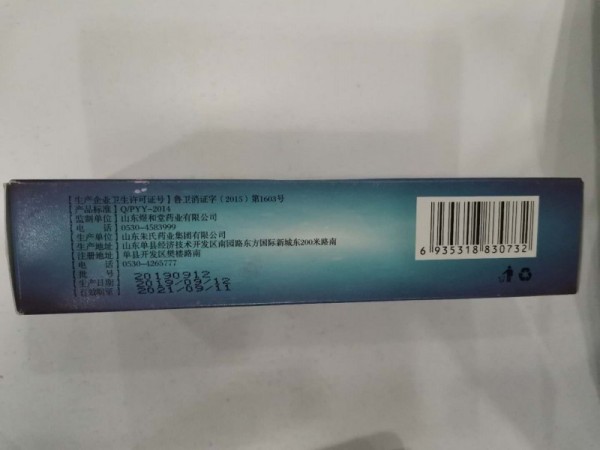 [生产企业卫生许可证号] 鲁卫消证字(2015)第1603号
[产品标准] Q/PYY-2014
[监制单位] 山东熙和堂药业有限公司
[电 话] 0530-4583999
[生产单位] 山东朱氏药业集团有限公司
[生产地址] 山东单县经济技术开发区南园路东方国际新城东200米路南
[注册地址] 单县开发区樊楼路南
[电 话] 0530-4265777
[批 号] 20190912
[生产日期] 2019/09/12
2021/09/11
6 935318 830732